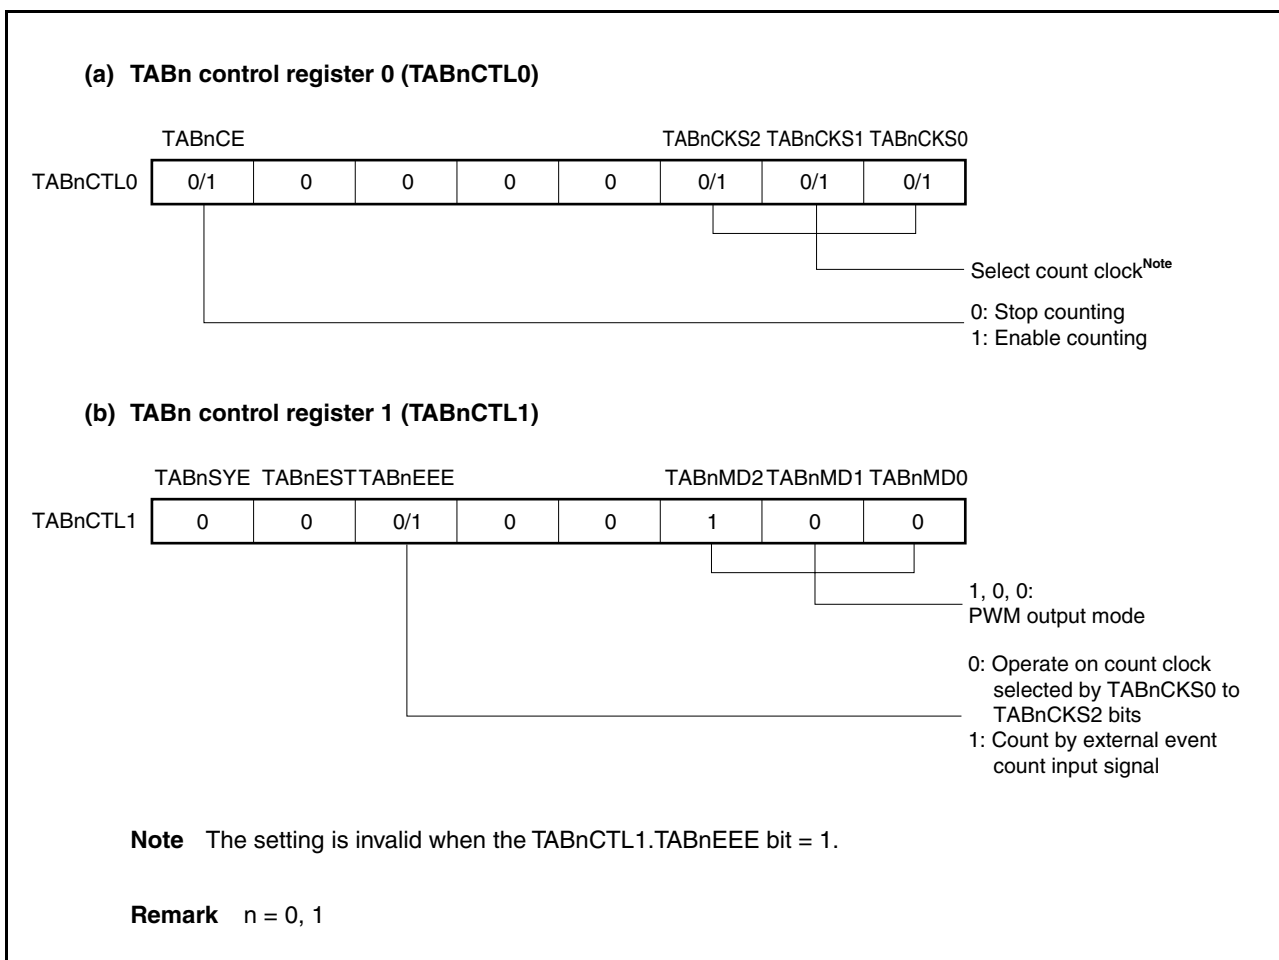 (a) TABn control register 0 (TABnCTL0)
TABnCE TABnCKS2 TABnCKS1 TABnCKS0
TABnCTL0 0/1 0 0 0 0 0/1 0/1 0/1
Select count clockNote
0: Stop counting
1: Enable counting
(b) TABn control register 1 (TABnCTL1)
TABnSYE TABnEST TABnEEE TABnMD2 TABnMD1 TABnMD0
TABnCTL1 0 0 0/1 0 0 1 0 0
1, 0, 0:
PWM output mode
0: Operate on count clock
selected by TABnCKS0 to
TABnCKS2 bits
1: Count by external event
count input signal
Note The setting is invalid when the TABnCTL1.TABnEEE bit = 1.
Remark n = 0, 1